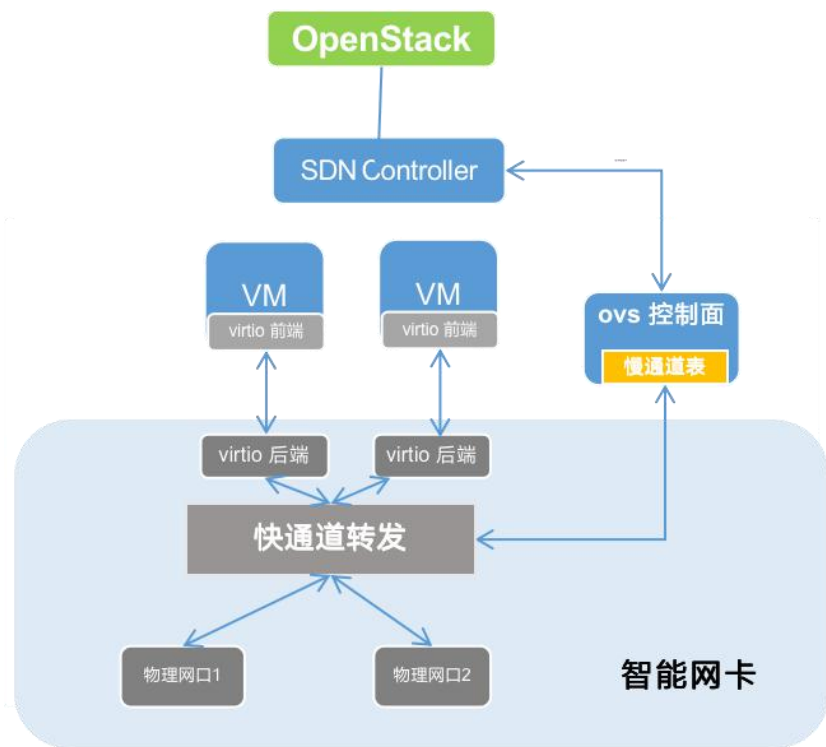 OpenStack
SDN Controller
VM
virtio 前端
VM
virtio 前端
ovs 控制面
慢通道表
virtio 后端
virtio 后端
快通道转发
物理网口1
物理网口2
智能网卡